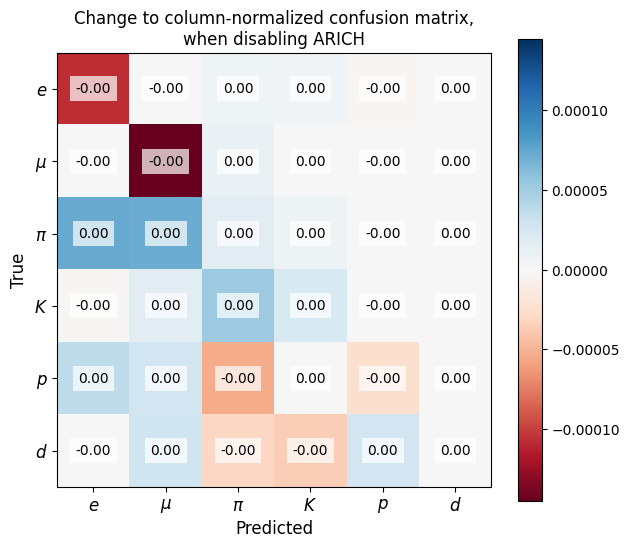 Change to column-normalized confusion matrix,
when disabling ARICH
e -0.00 -0.00 0.00 0.00 -0.00 0.00
μ -0.00 -0.00 0.00 0.00 -0.00 0.00
π 0.00 0.00 0.00 0.00 -0.00 0.00
K -0.00 0.00 0.00 0.00 -0.00 0.00
p 0.00 0.00 -0.00 0.00 -0.00 0.00
d -0.00 0.00 -0.00 -0.00 0.00 0.00
e μ π K p d
Predicted
True
0.00010
0.00005
0.00000
−0.00005
−0.00010